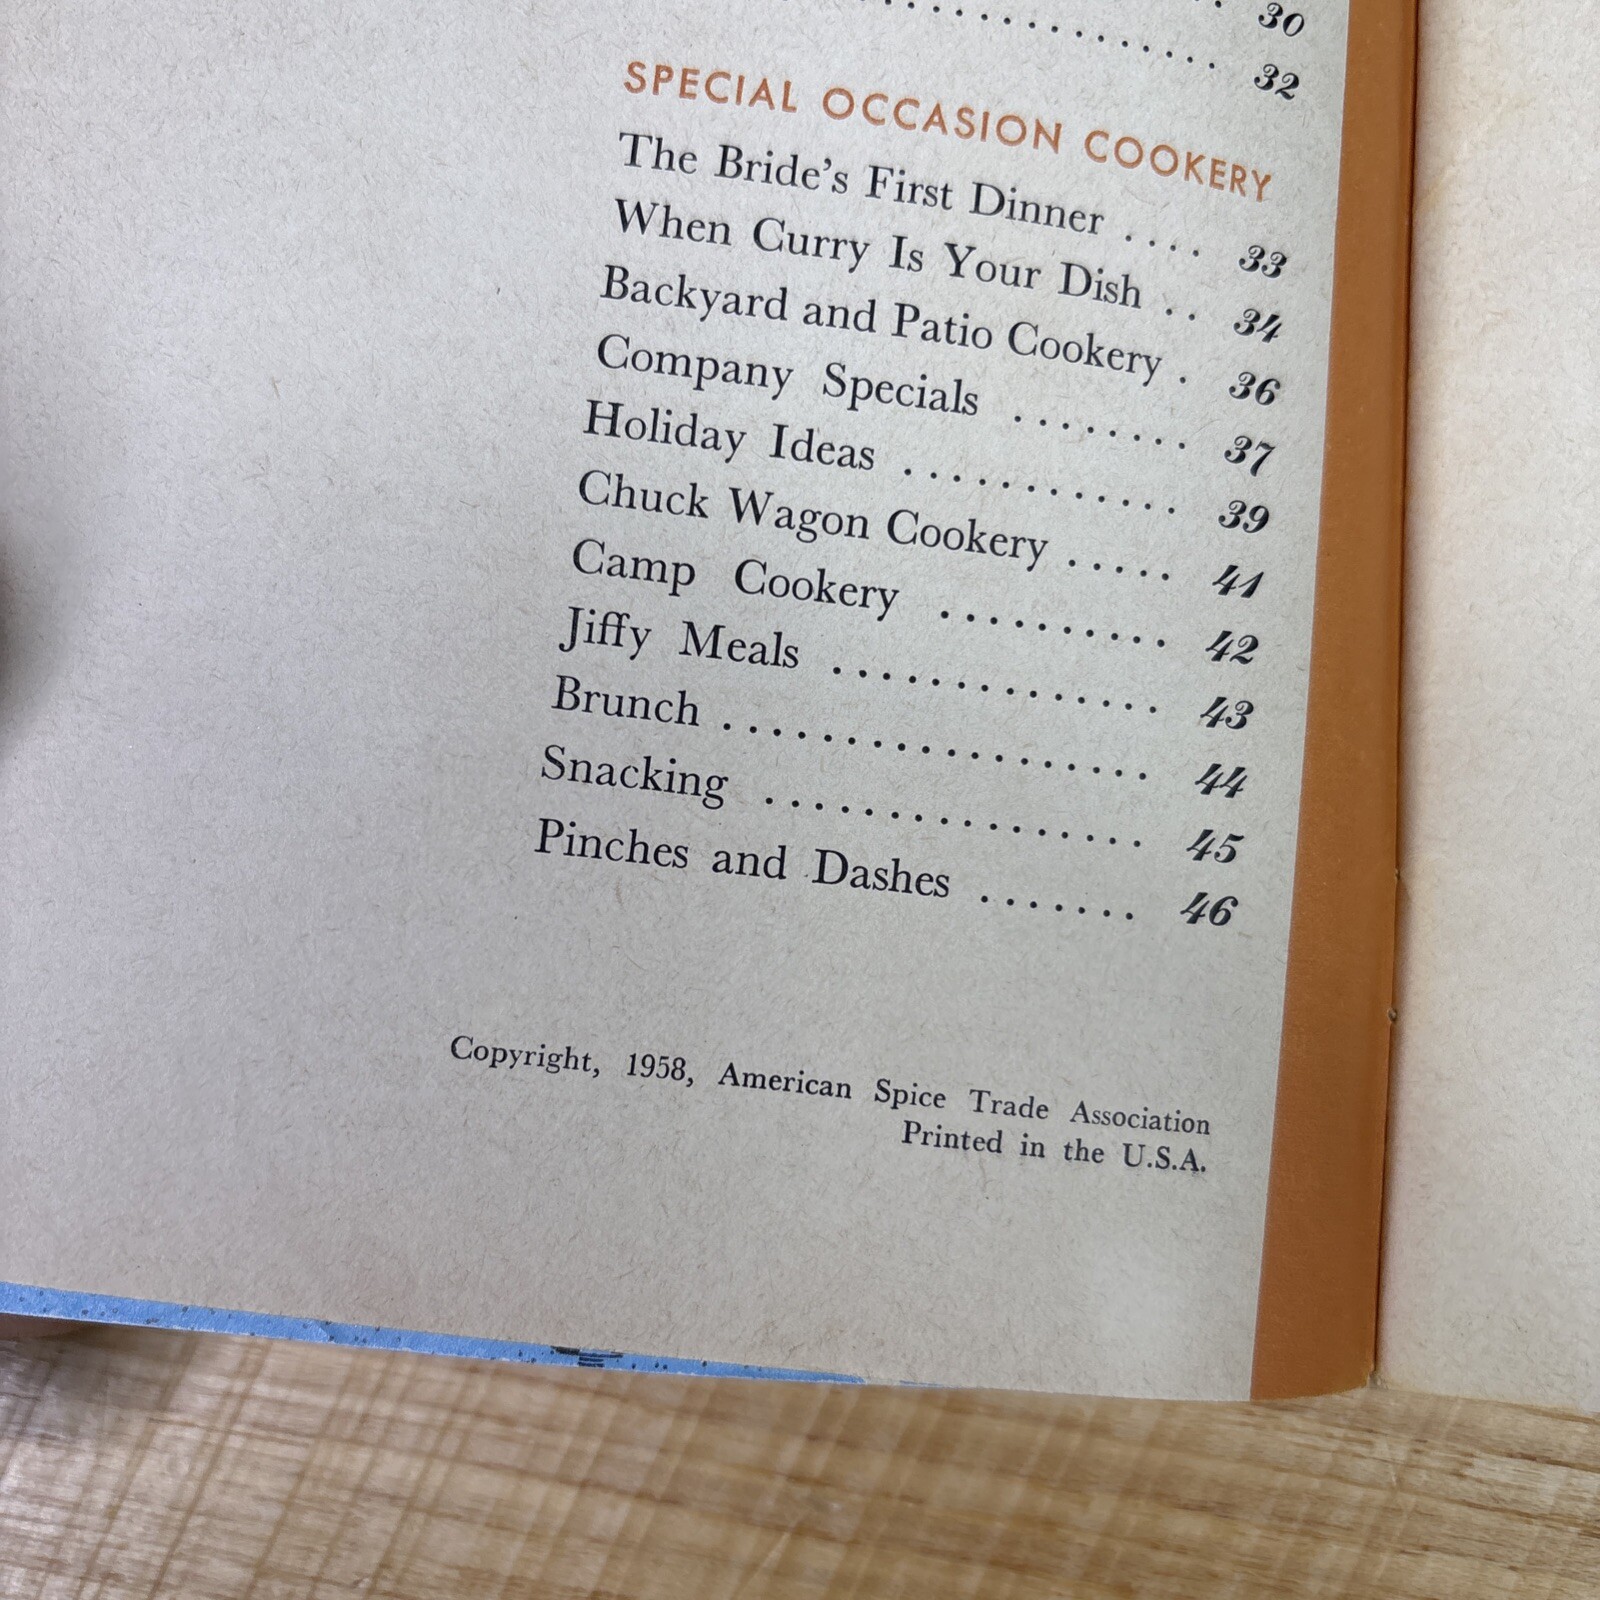 . . . . . . . . . . 30
. . . . . . . . . . . . . . . 32
SPECIAL OCCASION COOKERY
The Bride's First Dinner . . . . 33
When Curry Is Your Dish . . 34
Backyard and Patio Cookery . 36
Company Specials . . . . . . . . 37
Holiday Ideas . . . . . . . . . . . . 39
Chuck Wagon Cookery . . . . . 41
Camp Cookery . . . . . . . . . . 42
Jiffy Meals . . . . . . . . . . . . . . 43
Brunch . . . . . . . . . . . . . . . . . . 44
Snacking . . . . . . . . . . . . . . . . 45
Pinches and Dashes . . . . . . . 46
Copyright, 1958, American Spice Trade Association
Printed in the U.S.A.